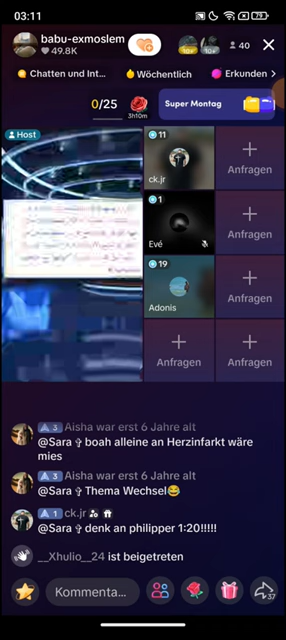 03:11
79
babu-exmoslem
49.8K
10+
10+
40
Chatten und Int...
Wöchentlich
Erkunden
0/25
3h10m
Super Montag
Host
11
ck.jr
Anfragen
1
Evé
Anfragen
19
Adonis
Anfragen
Anfragen
Anfragen
3 Aisha war erst 6 Jahre alt
@Sara ✞ boah alleine an Herzinfarkt wäre
mies
3 Aisha war erst 6 Jahre alt
@Sara ✞ Thema Wechsel😂
1 ck.jr
@Sara ✞ denk an philipper 1:20!!!!!
__Xhulio__24 ist beigetreten
Kommenta...
37